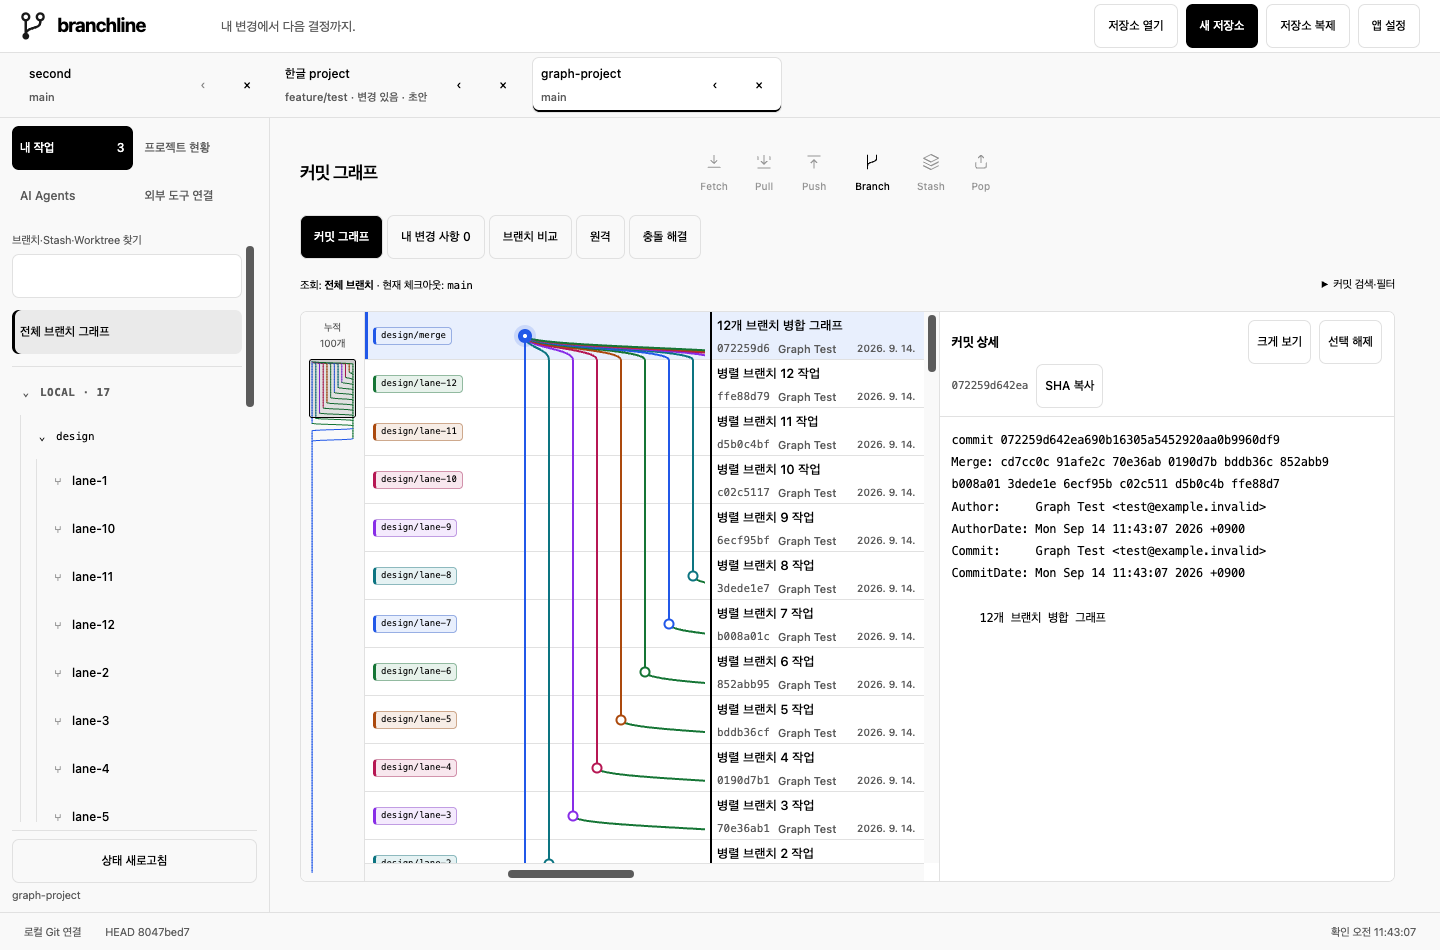 branchline
내 변경에서 다음 결정까지.
저장소 열기
새 저장소
저장소 복제
앱 설정
second
main
한글 project
feature/test · 변경 있음 · 초안
graph-project
main
내 작업 3
프로젝트 현황
AI Agents
외부 도구 연결
브랜치·Stash·Worktree 찾기
전체 브랜치 그래프
LOCAL · 17
design
lane-1
lane-10
lane-11
lane-12
lane-2
lane-3
lane-4
lane-5
상태 새로고침
graph-project
커밋 그래프
Fetch
Pull
Push
Branch
Stash
Pop
커밋 그래프
내 변경 사항 0
브랜치 비교
원격
충돌 해결
조회: 전체 브랜치 · 현재 체크아웃: main
▶ 커밋 검색·필터
누적
100개
design/merge
12개 브랜치 병합 그래프
072259d6 Graph Test 2026. 9. 14.
design/lane-12
병렬 브랜치 12 작업
ffe88d79 Graph Test 2026. 9. 14.
design/lane-11
병렬 브랜치 11 작업
d5b0c4bf Graph Test 2026. 9. 14.
design/lane-10
병렬 브랜치 10 작업
c02c5117 Graph Test 2026. 9. 14.
design/lane-9
병렬 브랜치 9 작업
6ecf95bf Graph Test 2026. 9. 14.
design/lane-8
병렬 브랜치 8 작업
3dede1e7 Graph Test 2026. 9. 14.
design/lane-7
병렬 브랜치 7 작업
b008a01c Graph Test 2026. 9. 14.
design/lane-6
병렬 브랜치 6 작업
852abb95 Graph Test 2026. 9. 14.
design/lane-5
병렬 브랜치 5 작업
bddb36cf Graph Test 2026. 9. 14.
design/lane-4
병렬 브랜치 4 작업
0190d7b1 Graph Test 2026. 9. 14.
design/lane-3
병렬 브랜치 3 작업
70e36ab1 Graph Test 2026. 9. 14.
design/lane-2
병렬 브랜치 2 작업
커밋 상세
크게 보기
선택 해제
072259d642ea
SHA 복사
commit 072259d642ea690b16305a5452920aa0b9960df9
Merge: cd7cc0c 91afe2c 70e36ab 0190d7b bddb36c 852abb9
b008a01 3dede1e 6ecf95b c02c511 d5b0c4b ffe88d7
Author: Graph Test <test@example.invalid>
AuthorDate: Mon Sep 14 11:43:07 2026 +0900
Commit: Graph Test <test@example.invalid>
CommitDate: Mon Sep 14 11:43:07 2026 +0900
12개 브랜치 병합 그래프
로컬 Git 연결
HEAD 8047bed7
확인 오전 11:43:07